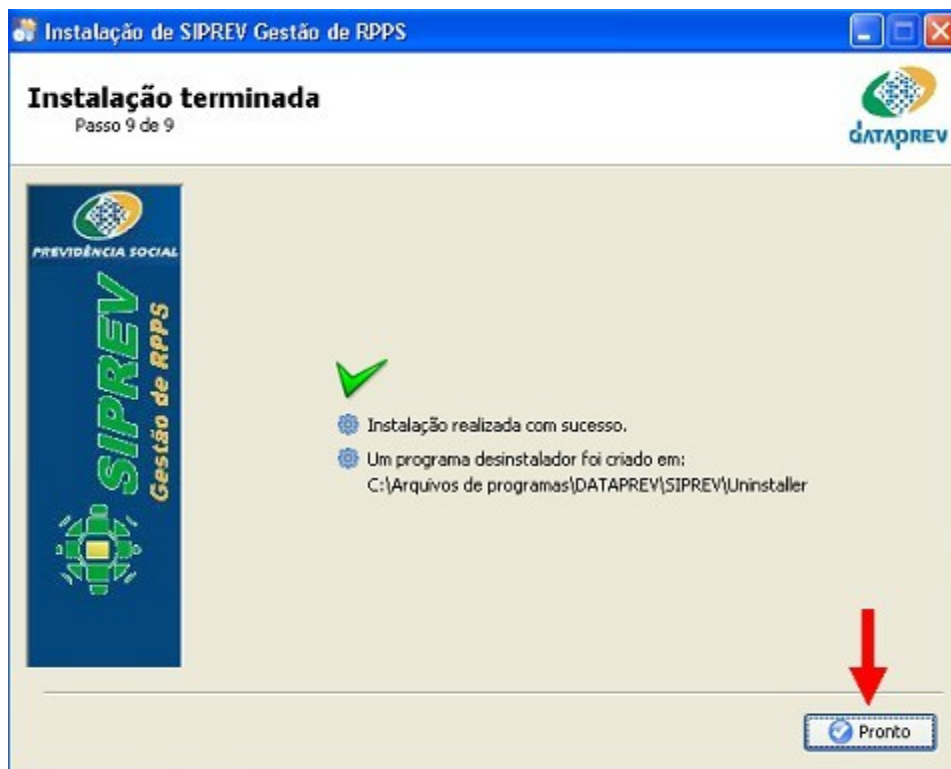 Instalação de SIPREV Gestão de RPPS
Instalação terminada
Passo 9 de 9
DATAPREV
PREVIDÊNCIA SOCIAL
SIPREV
Gestão de RPPS
Instalação realizada com sucesso.
Um programa desinstalador foi criado em:
C:\Arquivos de programas\DATAPREV\SIPREV\Uninstaller
Pronto